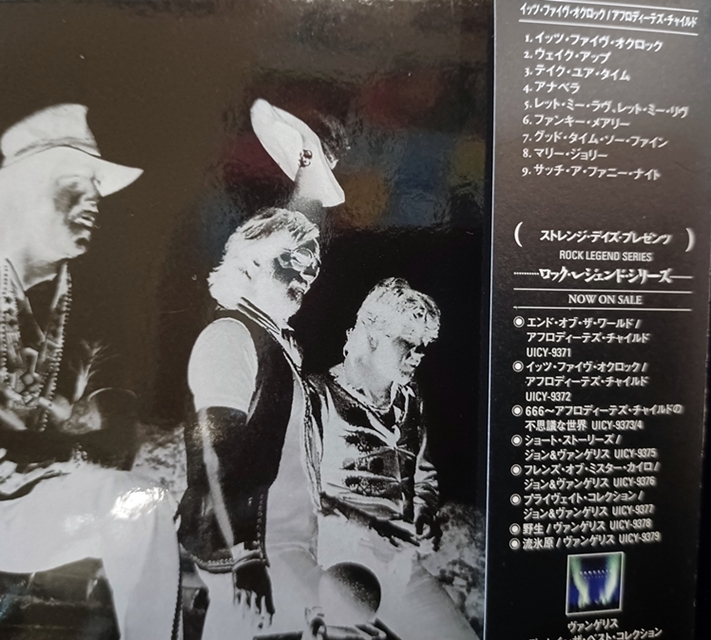 イッツ・ファイヴ・オクロック/アフロディーテズ・チャイルド
1. イッツ・ファイヴ・オクロック
2. ウェイク・アップ
3. テイク・ユア・タイム
4. アナベラ
5. レット・ミー・ラヴ、レット・ミー・リヴ
6. ファンキー・メアリー
7. グッド・タイム・ソー・ファイン
8. マリー・ジョリー
9. サッチ・ア・ファニー・ナイト
(ストレンジ・デイズ・プレゼンツ)
ROCK LEGEND SERIES
ロック・レジェンド・シリーズ
NOW ON SALE
◉エンド・オブ・ザ・ワールド/
アフロディーテズ・チャイルド
UICY-9371
◉イッツ・ファイヴ・オクロック/
アフロディーテズ・チャイルド
UICY-9372
◉666〜アフロディーテズ・チャイルドの
不思議な世界 UICY-9373/4
◉ショート・ストーリーズ/
ジョン&ヴァンゲリス UICY-9375
◉フレンズ・オブ・ミスター・カイロ/
ジョン&ヴァンゲリス UICY-9376
◉プライヴェイト・コレクション/
ジョン&ヴァンゲリス UICY-9377
◉野生/ヴァンゲリス UICY-9378
◉流氷原/ヴァンゲリス UICY-9379
ヴァンゲリス
ザ・ベスト・コレクション